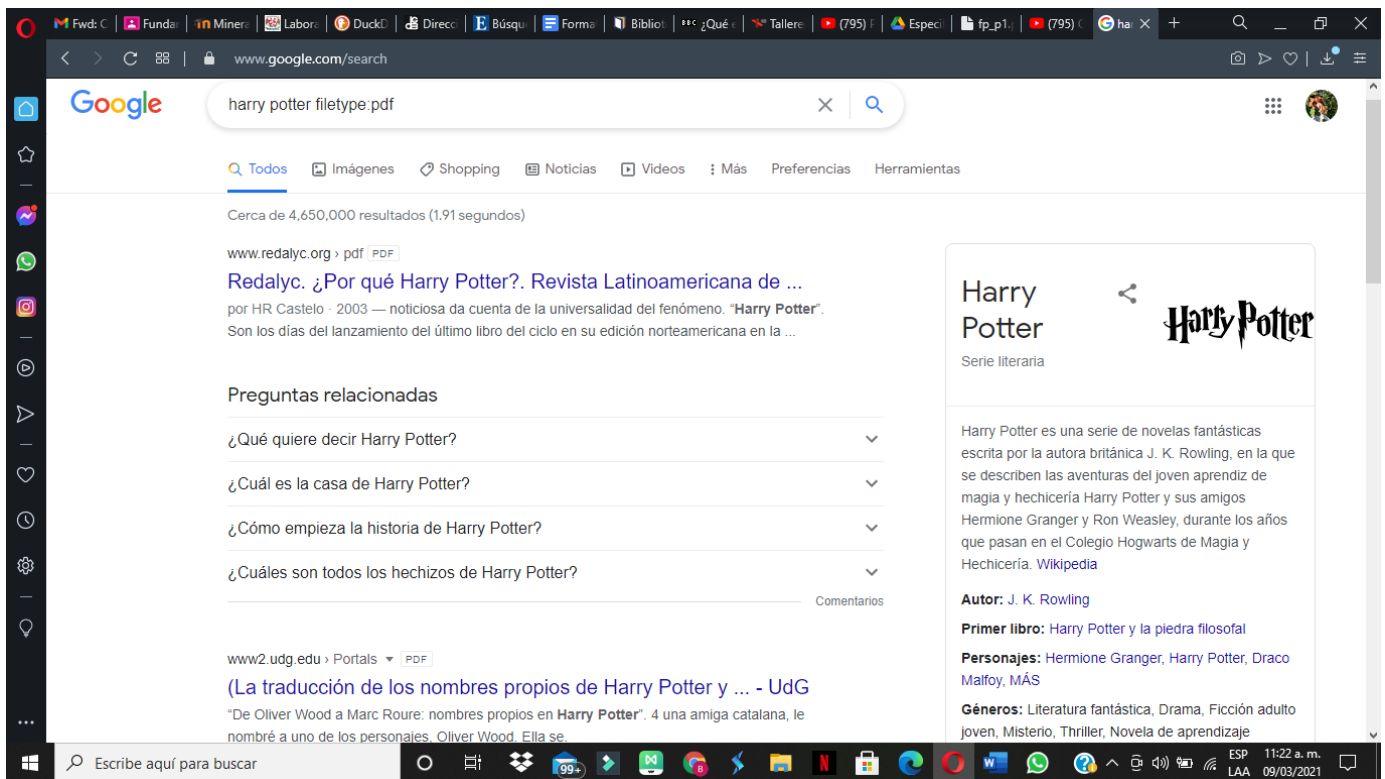 Fwd: C
Fundar
Minera
Labora
DuckD
Direcci
Búsqu
Forma
Bibliot
BBC ¿Qué e
Tallere
(795) F
Especif
fp_p1.
(795) C
har
www.google.com/search
Google
harry potter filetype:pdf
Todos Imágenes Shopping Noticias Videos Más Preferencias Herramientas
Cerca de 4,650,000 resultados (1.91 segundos)
www.redalyc.org › pdf PDF
Redalyc. ¿Por qué Harry Potter?. Revista Latinoamericana de ...
por HR Castelo · 2003 — noticiosa da cuenta de la universalidad del fenómeno. “Harry Potter”.
Son los días del lanzamiento del último libro del ciclo en su edición norteamericana en la ...
Preguntas relacionadas
¿Qué quiere decir Harry Potter?
¿Cuál es la casa de Harry Potter?
¿Cómo empieza la historia de Harry Potter?
¿Cuáles son todos los hechizos de Harry Potter?
Comentarios
www2.udg.edu › Portals PDF
(La traducción de los nombres propios de Harry Potter y ... - UdG
“De Oliver Wood a Marc Roure: nombres propios en Harry Potter”. 4 una amiga catalana, le
nombré a uno de los personajes, Oliver Wood. Ella se.
Harry
Potter
Harry Potter
Serie literaria
Harry Potter es una serie de novelas fantásticas
escrita por la autora británica J. K. Rowling, en la que
se describen las aventuras del joven aprendiz de
magia y hechicería Harry Potter y sus amigos
Hermione Granger y Ron Weasley, durante los años
que pasan en el Colegio Hogwarts de Magia y
Hechicería. Wikipedia
Autor: J. K. Rowling
Primer libro: Harry Potter y la piedra filosofal
Personajes: Hermione Granger, Harry Potter, Draco
Malfoy, MÁS
Géneros: Literatura fantástica, Drama, Ficción adulto
joven, Misterio, Thriller, Novela de aprendizaje
Escribe aquí para buscar
99+
ESP
LAA
11:22 a. m.
09/03/2021